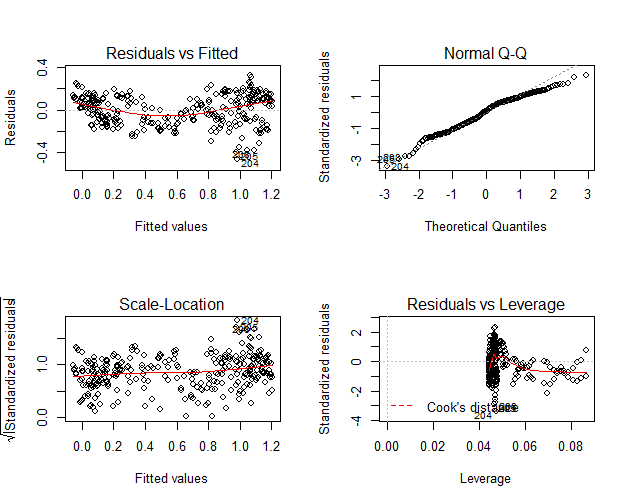 Residuals vs Fitted
Residuals
0.4
0.0
-0.4
204
0.0 0.2 0.4 0.6 0.8 1.0 1.2
Fitted values
Normal Q-Q
Standardized residuals
1
-1
-3
204
-3 -2 -1 0 1 2 3
Theoretical Quantiles
Scale-Location
√|Standardized residuals|
1.0
0.0
204
0.0 0.2 0.4 0.6 0.8 1.0 1.2
Fitted values
Residuals vs Leverage
Standardized residuals
2
0
-2
-4
Cook's distance
204
0.00 0.02 0.04 0.06 0.08
Leverage